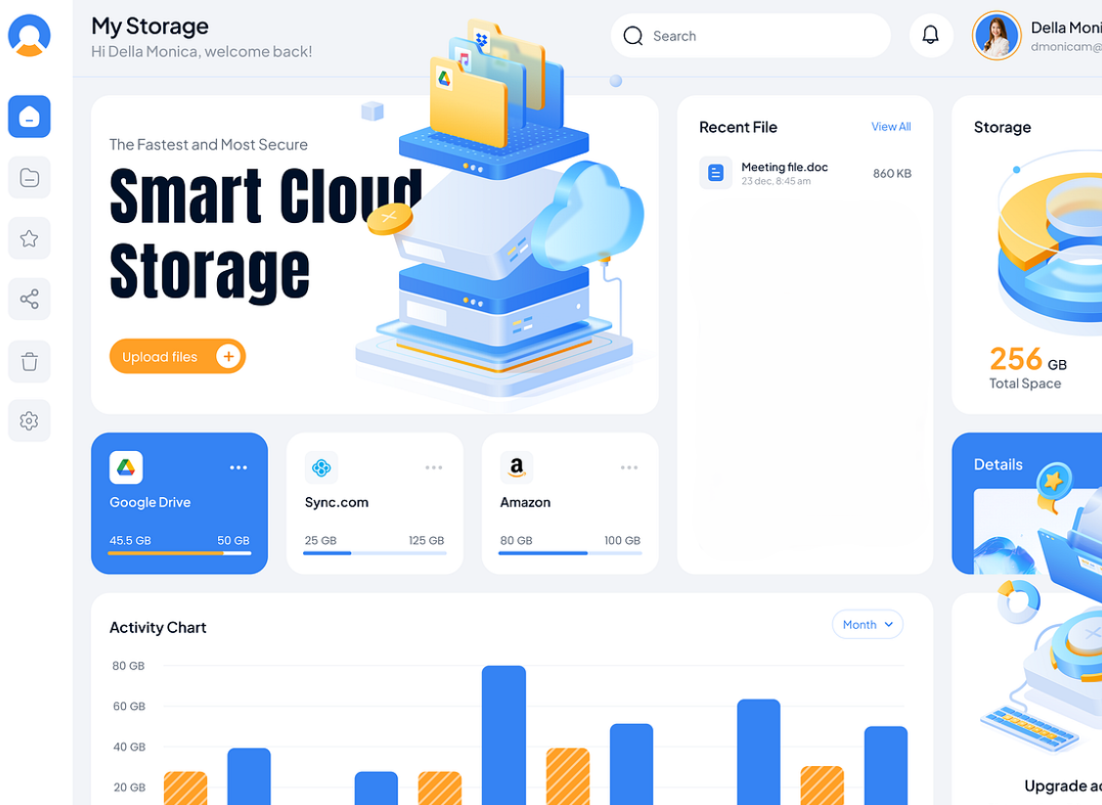 My Storage
Hi Della Monica, welcome back!
Search
Della Moni
dmonicam@
The Fastest and Most Secure
Smart Cloud
Storage
Upload files
Recent File
View All
Meeting file.doc
23 dec, 8:45 am
860 KB
Storage
256 GB
Total Space
Google Drive
45.5 GB
50 GB
Sync.com
25 GB
125 GB
a
Amazon
80 GB
100 GB
Details
Activity Chart
Month
80 GB
60 GB
40 GB
20 GB
Upgrade ac